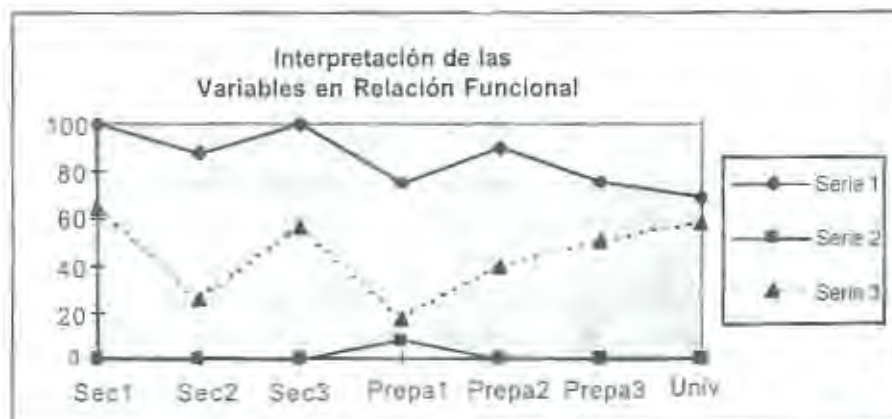 Interpretación de las
Variables en Relación Funcional
100
80
60
40
20
0
Sec1 Sec2 Sec3 Prepa1 Prepa2 Prepa3 Univ
Serie 1
Serie 2
Serie 3